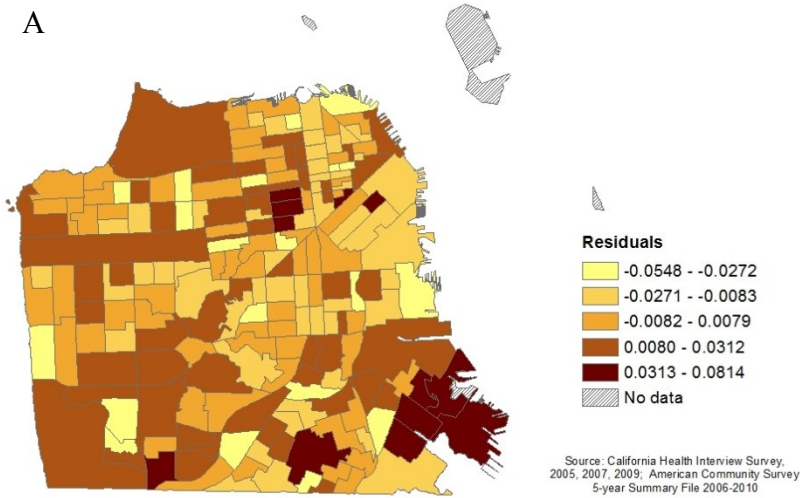 A
Residuals
-0.0548 - -0.0272
-0.0271 - -0.0083
-0.0082 - 0.0079
0.0080 - 0.0312
0.0313 - 0.0814
No data
Source: California Health Interview Survey,
2005, 2007, 2009; American Community Survey
5-year Summary File 2006-2010